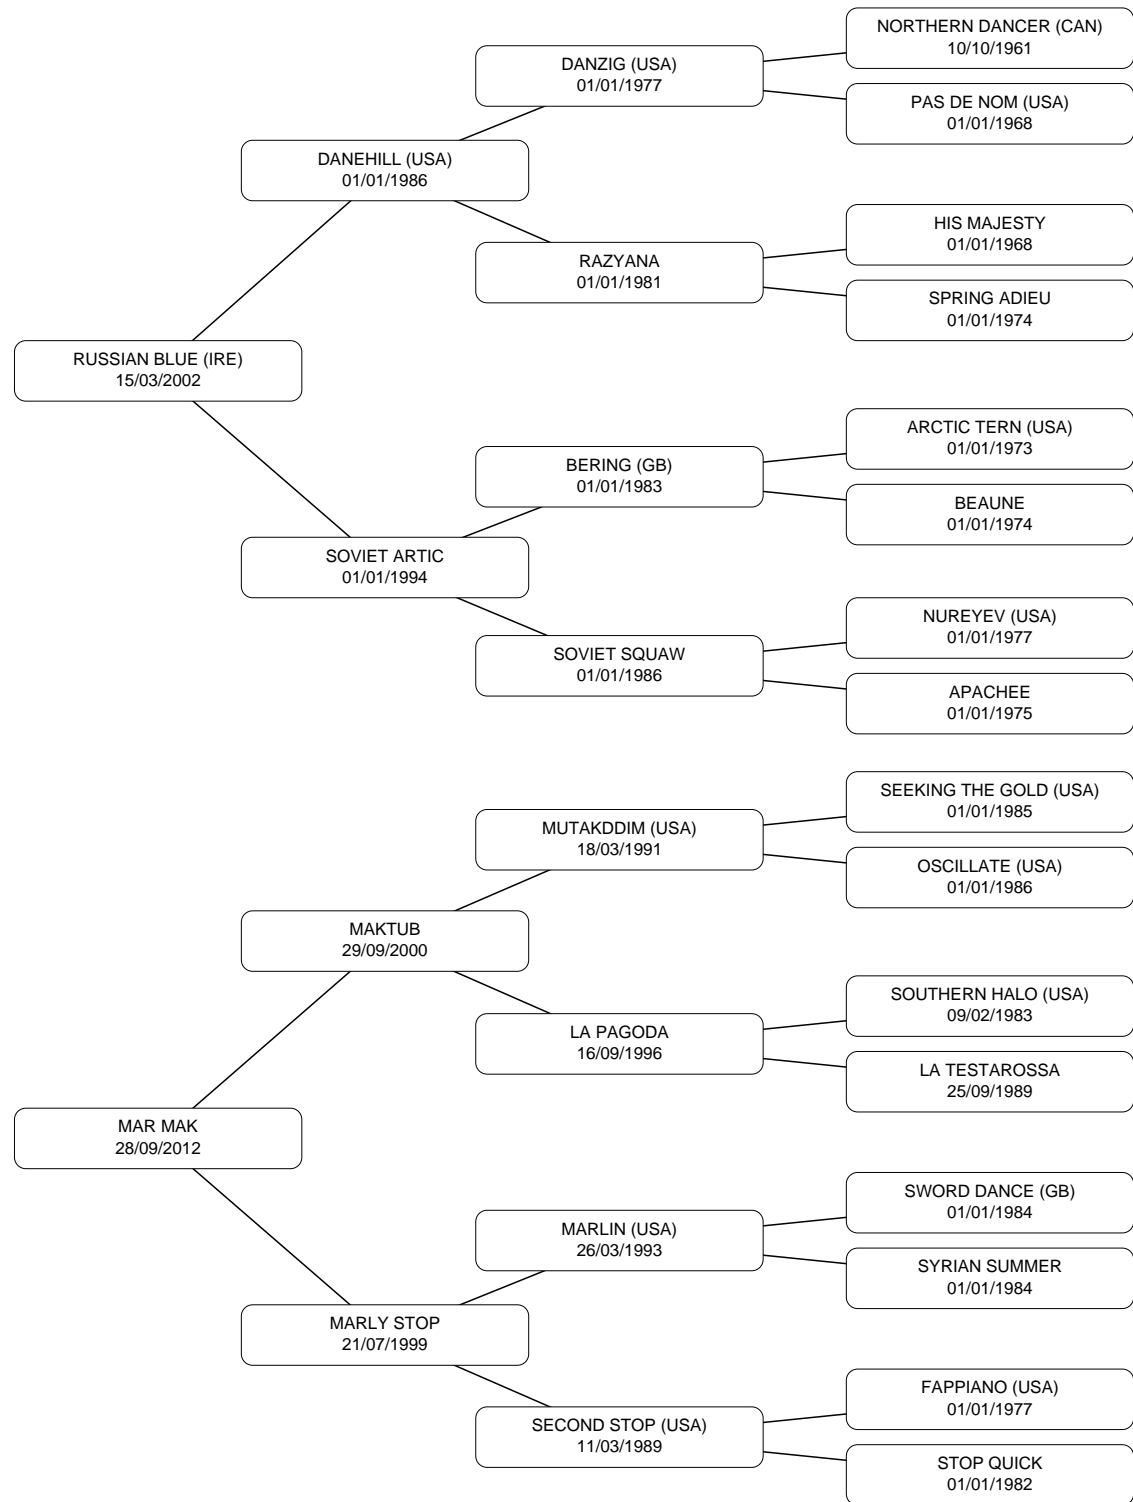 NORTHERN DANCER (CAN)
10/10/1961
DANZIG (USA)
01/01/1977
PAS DE NOM (USA)
01/01/1968
DANEHILL (USA)
01/01/1986
HIS MAJESTY
01/01/1968
RAZYANA
01/01/1981
SPRING ADIEU
01/01/1974
RUSSIAN BLUE (IRE)
15/03/2002
ARCTIC TERN (USA)
01/01/1973
BERING (GB)
01/01/1983
BEAUNE
01/01/1974
SOVIET ARTIC
01/01/1994
NUREYEV (USA)
01/01/1977
SOVIET SQUAW
01/01/1986
APACHEE
01/01/1975
SEEKING THE GOLD (USA)
01/01/1985
MUTAKDDIM (USA)
18/03/1991
OSCILLATE (USA)
01/01/1986
MAKTUB
29/09/2000
SOUTHERN HALO (USA)
09/02/1983
LA PAGODA
16/09/1996
LA TESTAROSSA
25/09/1989
MAR MAK
28/09/2012
SWORD DANCE (GB)
01/01/1984
MARLIN (USA)
26/03/1993
SYRIAN SUMMER
01/01/1984
MARLY STOP
21/07/1999
FAPPIANO (USA)
01/01/1977
SECOND STOP (USA)
11/03/1989
STOP QUICK
01/01/1982